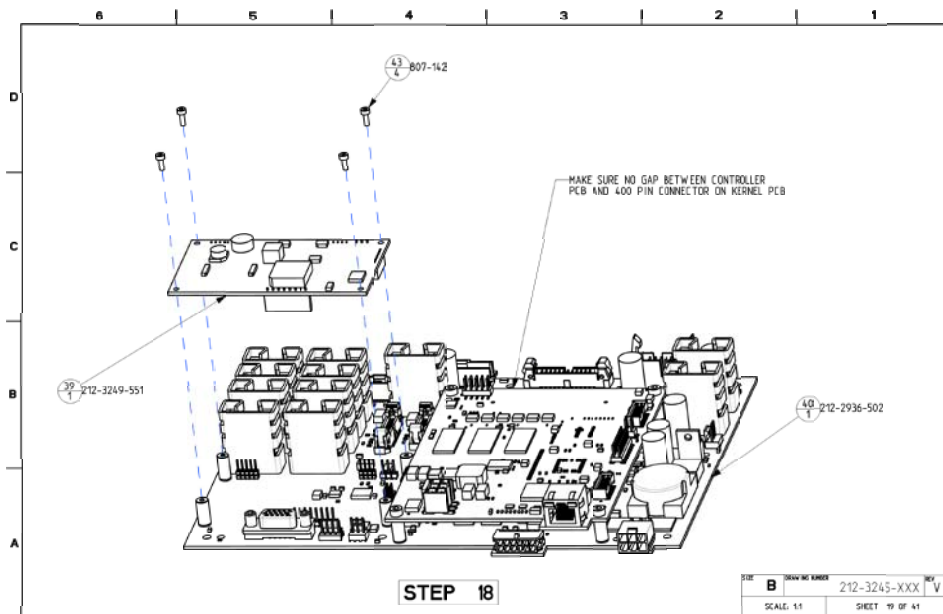 6 5 4 3 2 1
D
43 807-142
4
MAKE SURE NO GAP BETWEEN CONTROLLER
PCB AND 400 PIN CONNECTOR ON KERNEL PCB
C
B
39 212-3249-551
1
40 212-2936-502
1
A
STEP 18
SIZE B DRAWING NUMBER 212-3245-XXX REV V
SCALE: 1:1 SHEET 19 OF 41